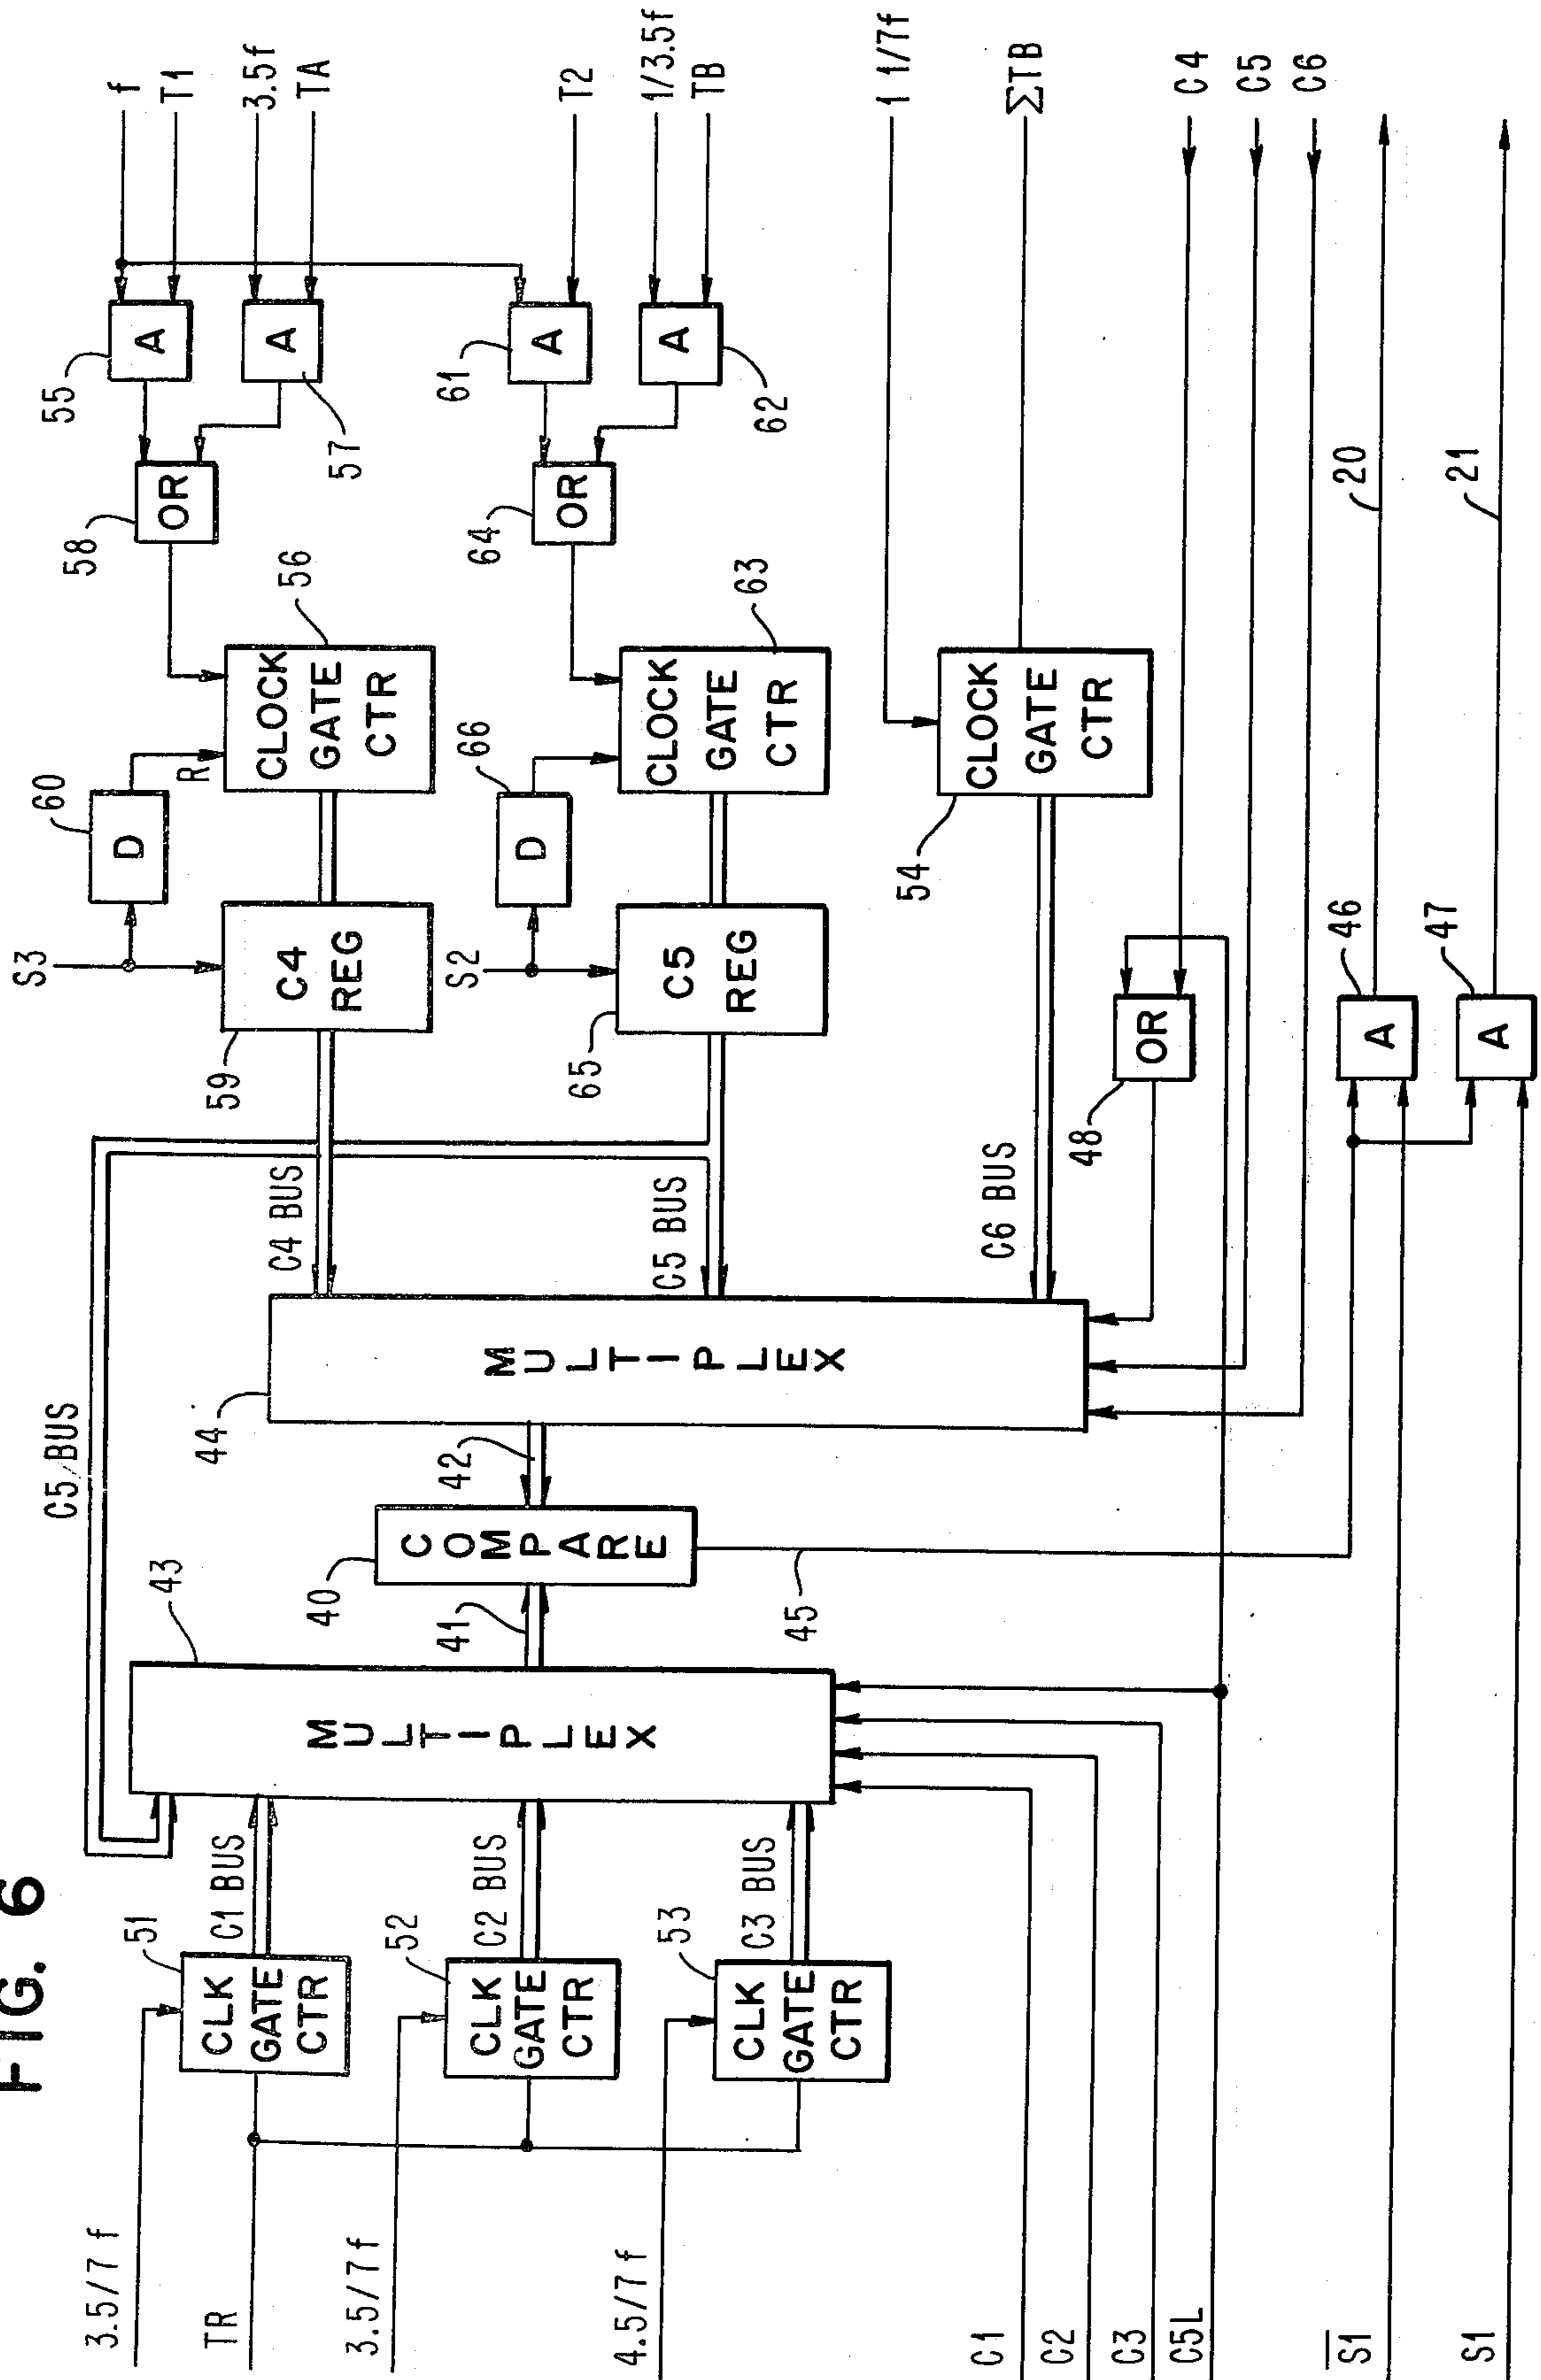 FIG. 6
C5 BUS
3.5/7 f
TR
3.5/7 f
4.5/7 f
51
CLK
GATE
CTR
52
CLK
GATE
CTR
53
CLK
GATE
CTR
C1 BUS
C2 BUS
C3 BUS
43
MULTIPLEX
41
40
COMPARE
42
45
44
MULTIPLEX
C4 BUS
C5 BUS
C6 BUS
S3
59
C4
REG
60
D
R
56
CLOCK
GATE
CTR
58
OR
55
A
57
A
f
T1
3.5f
TA
S2
65
C5
REG
66
D
63
CLOCK
GATE
CTR
64
OR
61
A
62
A
T2
1/3.5f
TB
54
CLOCK
GATE
CTR
1 1/7f
ΣTB
48
OR
C4
C5
C6
C1
C2
C3
C5L
S̅1̅
S1
46
A
47
A
20
21